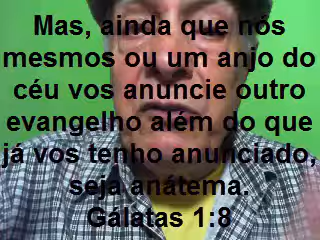 Mas, ainda que nós
mesmos ou um anjo do
céu vos anuncie outro
evangelho além do que
já vos tenho anunciado,
seja anátema.
Gálatas 1:8